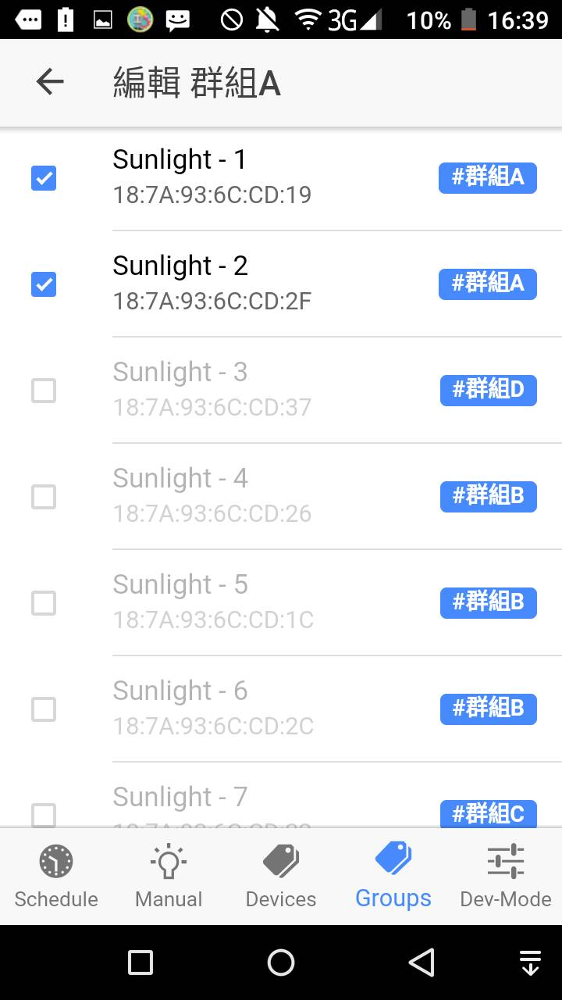 3G 10% 16:39
編輯 群組A
Sunlight - 1
18:7A:93:6C:CD:19
#群組A
Sunlight - 2
18:7A:93:6C:CD:2F
#群組A
Sunlight - 3
18:7A:93:6C:CD:37
#群組D
Sunlight - 4
18:7A:93:6C:CD:26
#群組B
Sunlight - 5
18:7A:93:6C:CD:1C
#群組B
Sunlight - 6
18:7A:93:6C:CD:2C
#群組B
Sunlight - 7
#群組C
Schedule Manual Devices Groups Dev-Mode